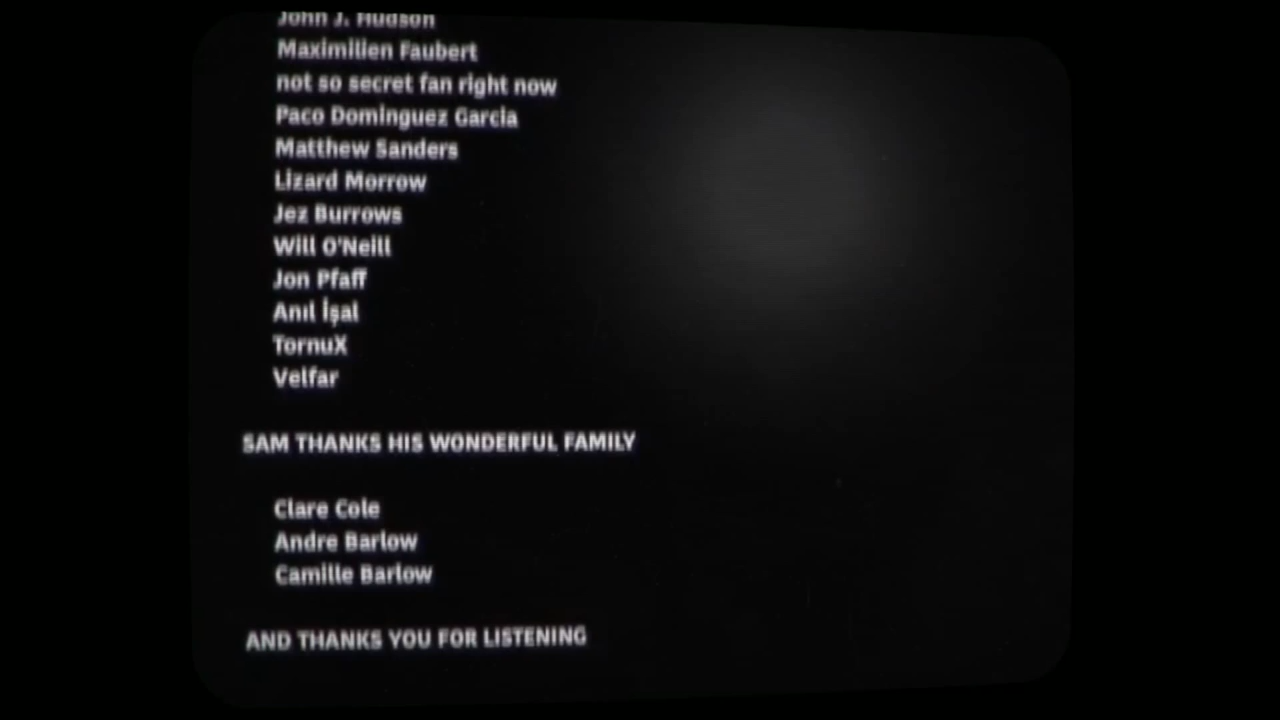 John J. Hudson
Maximilien Faubert
not so secret fan right now
Paco Dominguez Garcia
Matthew Sanders
Lizard Morrow
Jez Burrows
Will O'Neill
Jon Pfaff
Anıl İşal
TornuX
Velfar
SAM THANKS HIS WONDERFUL FAMILY
Clare Cole
Andre Barlow
Camille Barlow
AND THANKS YOU FOR LISTENING